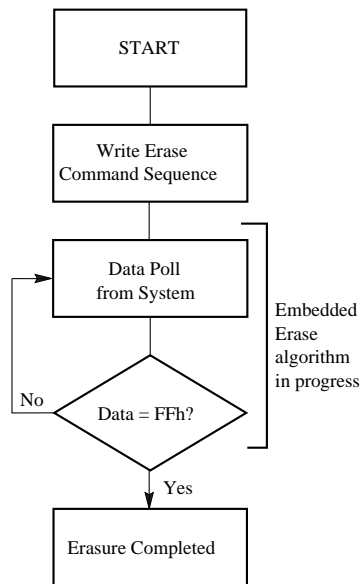 START
Write Erase
Command Sequence
Data Poll
from System
Embedded
Erase
algorithm
in progress
No
Data = FFh?
Yes
Erasure Completed